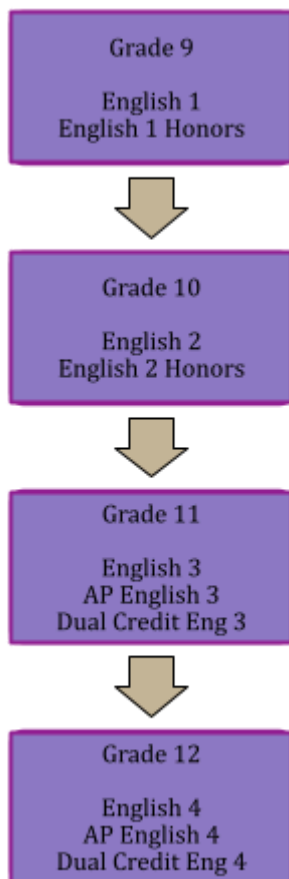 Grade 9
English 1
English 1 Honors
Grade 10
English 2
English 2 Honors
Grade 11
English 3
AP English 3
Dual Credit Eng 3
Grade 12
English 4
AP English 4
Dual Credit Eng 4